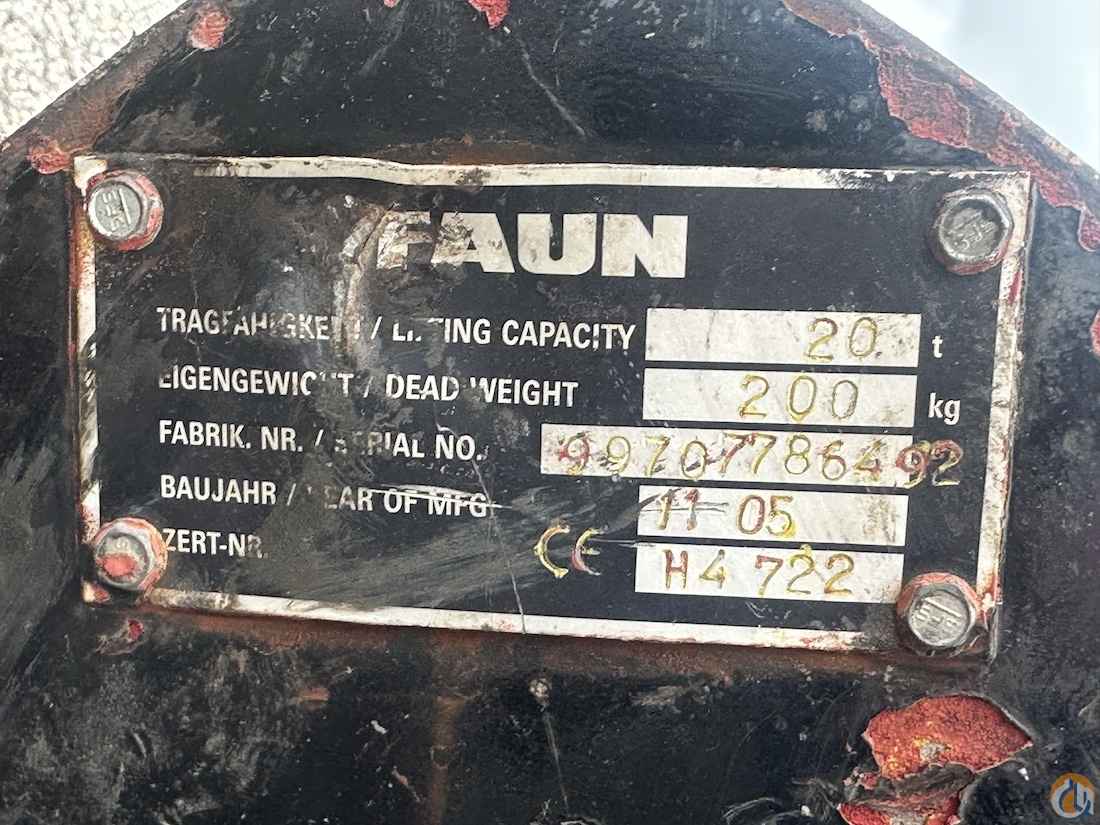 FAUN
TRAGFÄHIGKEIT / LIFTING CAPACITY 20 t
EIGENGEWICHT / DEAD WEIGHT 200 kg
FABRIK. NR. / SERIAL NO. 99707786492
BAUJAHR / YEAR OF MFG 11 05
ZERT-NR. CE H4 722